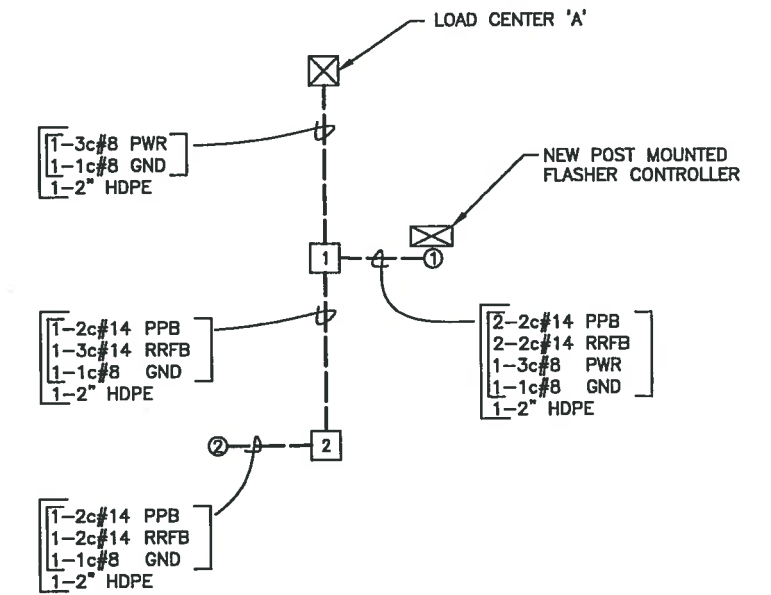 LOAD CENTER 'A'
1-3c#8 PWR
1-1c#8 GND
1-2" HDPE
NEW POST MOUNTED
FLASHER CONTROLLER
1
1
1-2c#14 PPB
1-3c#14 RRFB
1-1c#8 GND
1-2" HDPE
2-2c#14 PPB
2-2c#14 RRFB
1-3c#8 PWR
1-1c#8 GND
1-2" HDPE
2
2
1-2c#14 PPB
1-2c#14 RRFB
1-1c#8 GND
1-2" HDPE